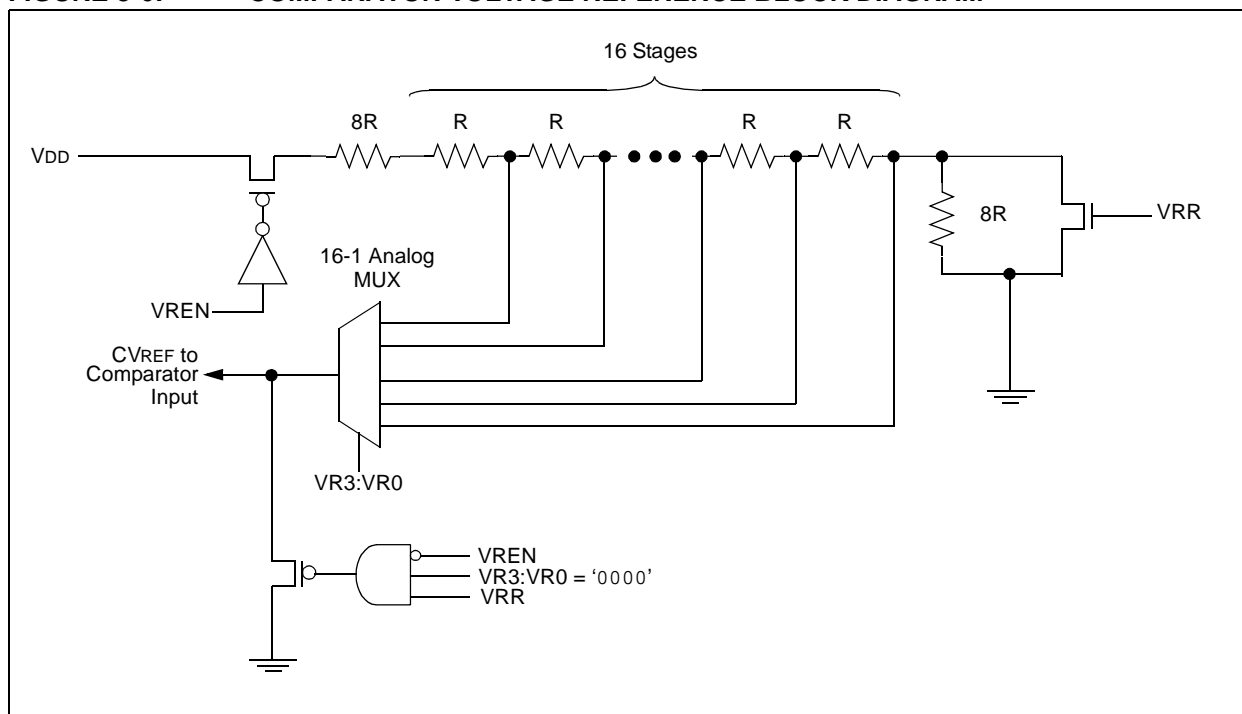 16 Stages
8R
R
R
R
R
VDD
8R
VRR
16-1 Analog
MUX
VREN
CVREF to
Comparator
Input
VR3:VR0
VREN
VR3:VR0 = ‘0000’
VRR